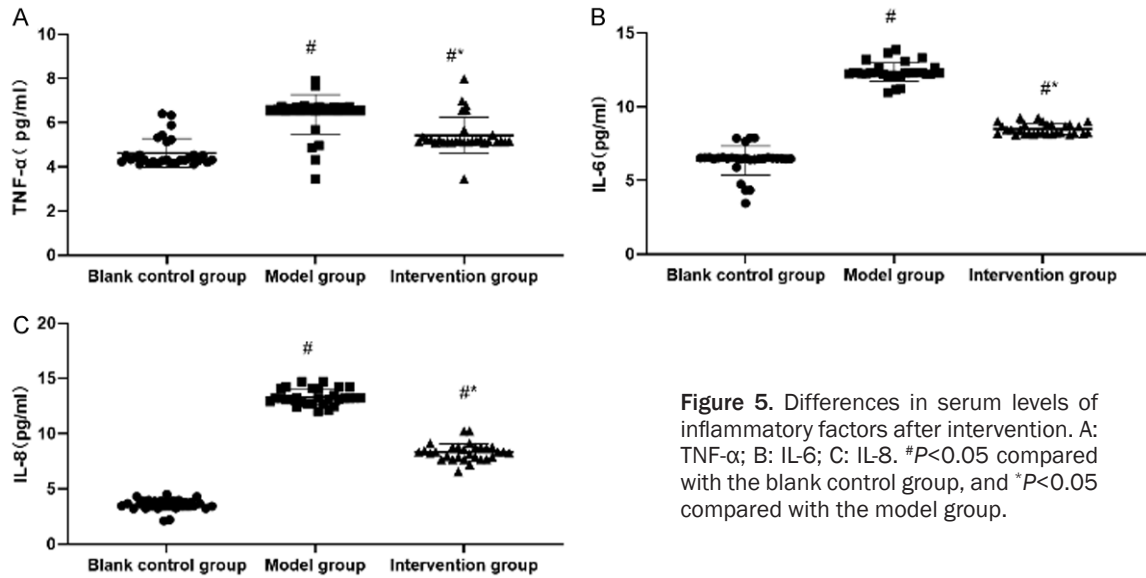 A
TNF-α( pg/ml)
8
6
4
2
0
#
#*
Blank control group Model group Intervention group
B
IL-6(pg/ml)
15
10
5
0
#
#*
Blank control group Model group Intervention group
C
IL-8(pg/ml)
20
15
10
5
0
#
#*
Blank control group Model group Intervention group
Figure 5. Differences in serum levels of
inflammatory factors after intervention. A:
TNF-α; B: IL-6; C: IL-8. #P<0.05 compared
with the blank control group, and *P<0.05
compared with the model group.